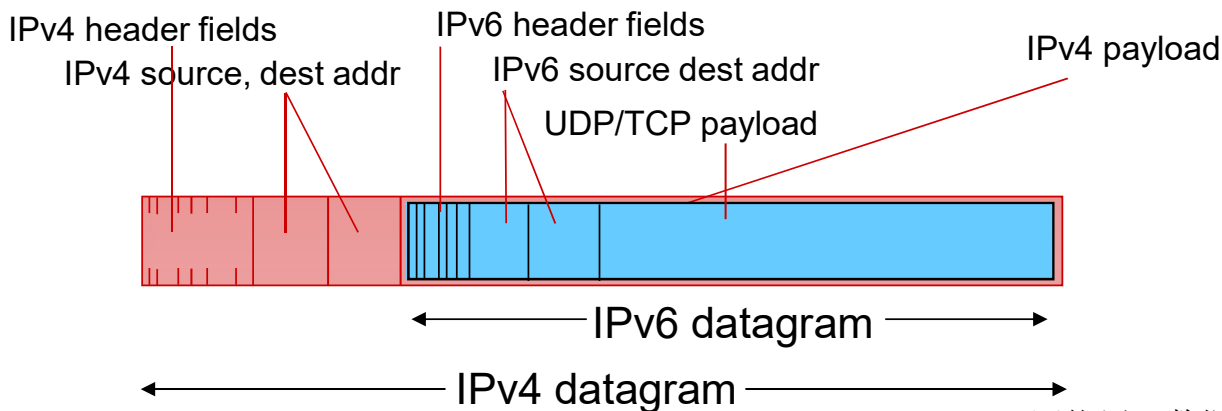 IPv4 header fields
IPv6 header fields
IPv4 payload
IPv4 source, dest addr
IPv6 source dest addr
UDP/TCP payload
IPv6 datagram
IPv4 datagram